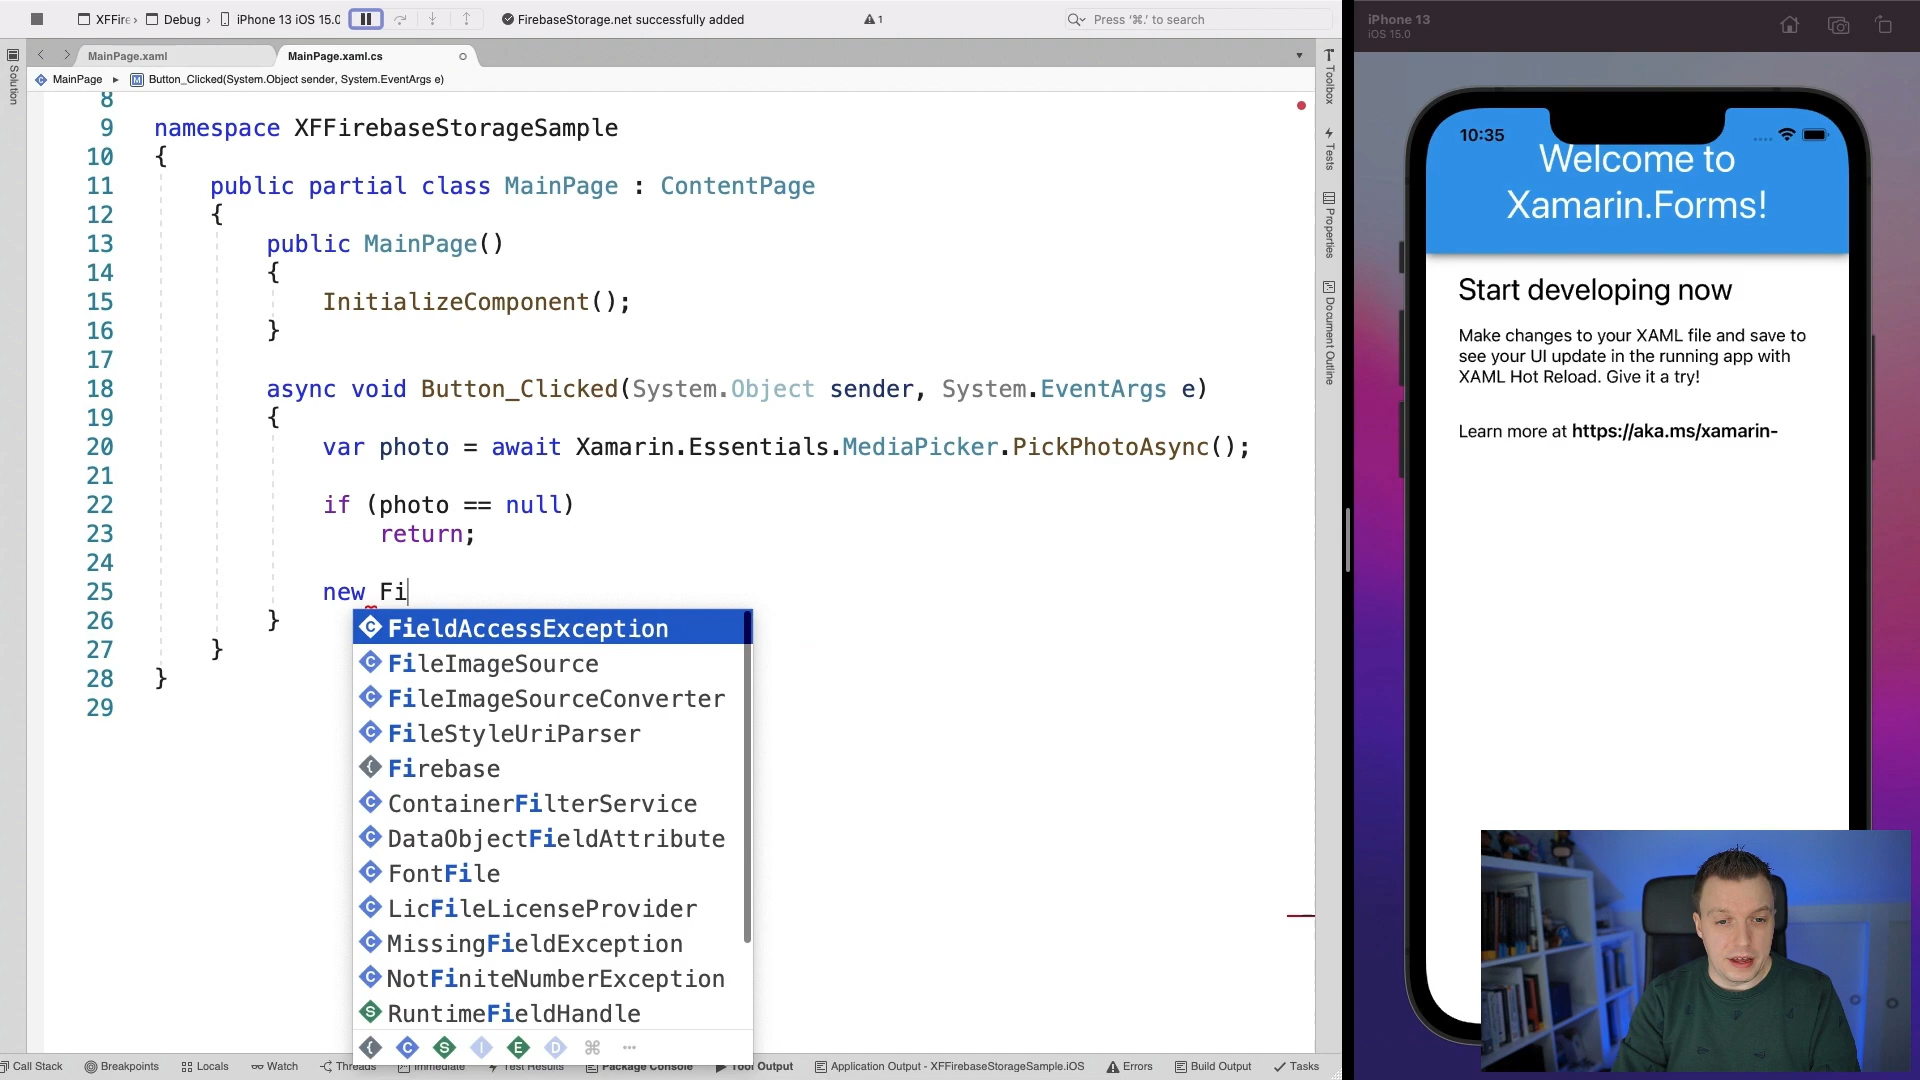 XFFire
Debug
iPhone 13 iOS 15.0
FirebaseStorage.net successfully added
1
Press '⌘.' to search
MainPage.xaml
MainPage.xaml.cs
MainPage
Button_Clicked(System.Object sender, System.EventArgs e)
Solution
8
9 namespace XFFirebaseStorageSample
10 {
11 public partial class MainPage : ContentPage
12 {
13 public MainPage()
14 {
15 InitializeComponent();
16 }
17
18 async void Button_Clicked(System.Object sender, System.EventArgs e)
19 {
20 var photo = await Xamarin.Essentials.MediaPicker.PickPhotoAsync();
21
22 if (photo == null)
23 return;
24
25 new Fi
26 }
27 }
28 }
29
FieldAccessException
FileImageSource
FileImageSourceConverter
FileStyleUriParser
Firebase
ContainerFilterService
DataObjectFieldAttribute
FontFile
LicFileLicenseProvider
MissingFieldException
NotFiniteNumberException
RuntimeFieldHandle
Toolbox
Tests
Properties
Document Outline
Call Stack
Breakpoints
Locals
Watch
Threads
Immediate
Test Results
Package Console
Tool Output
Application Output - XFFirebaseStorageSample.iOS
Errors
Build Output
Tasks
iPhone 13
iOS 15.0
10:35
Welcome to
Xamarin.Forms!
Start developing now
Make changes to your XAML file and save to
see your UI update in the running app with
XAML Hot Reload. Give it a try!
Learn more at https://aka.ms/xamarin-